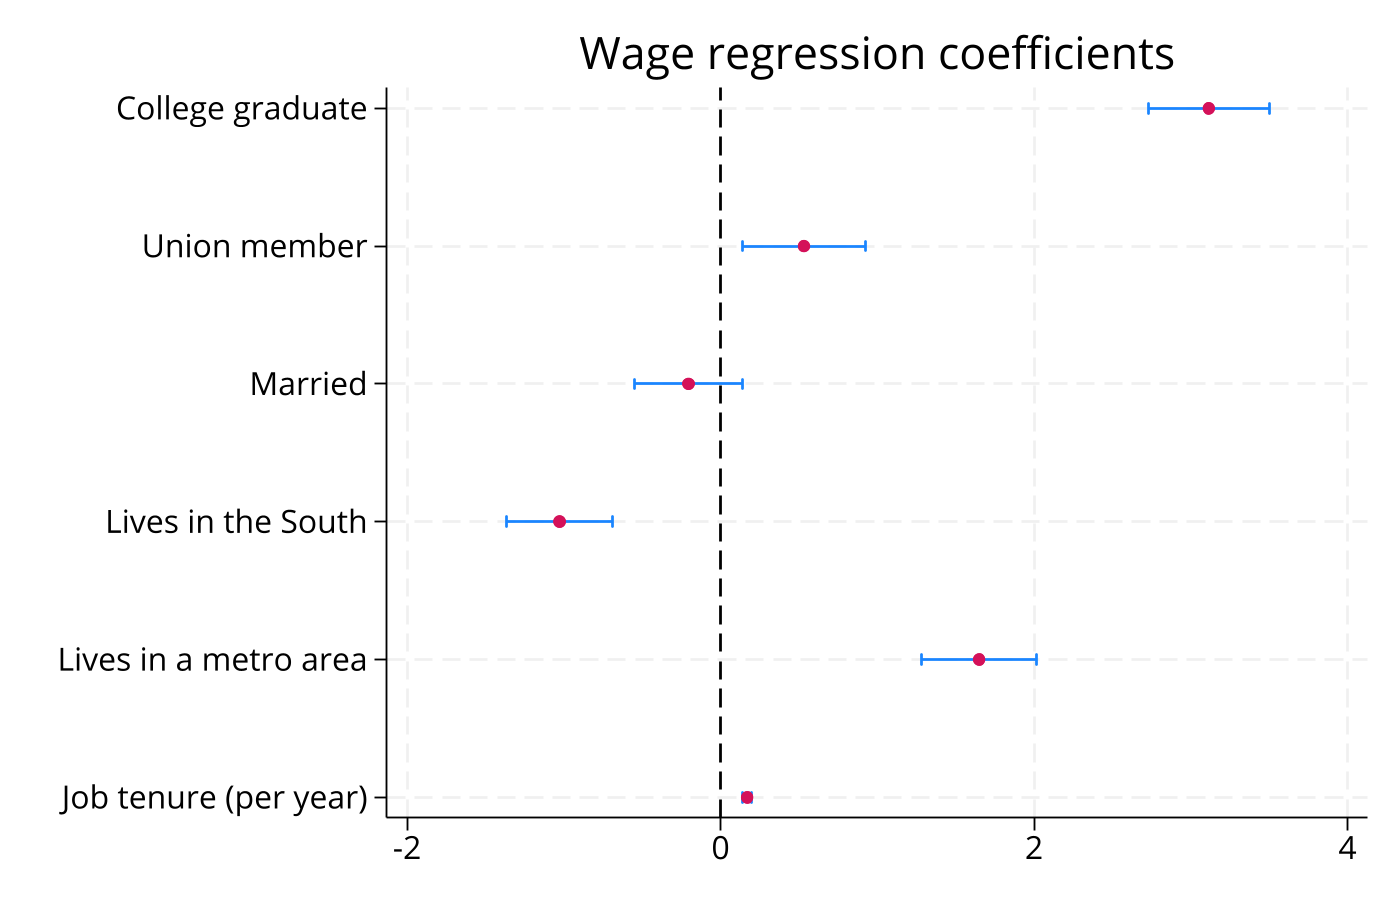 Wage regression coefficients
College graduate
Union member
Married
Lives in the South
Lives in a metro area
Job tenure (per year)
-2 0 2 4